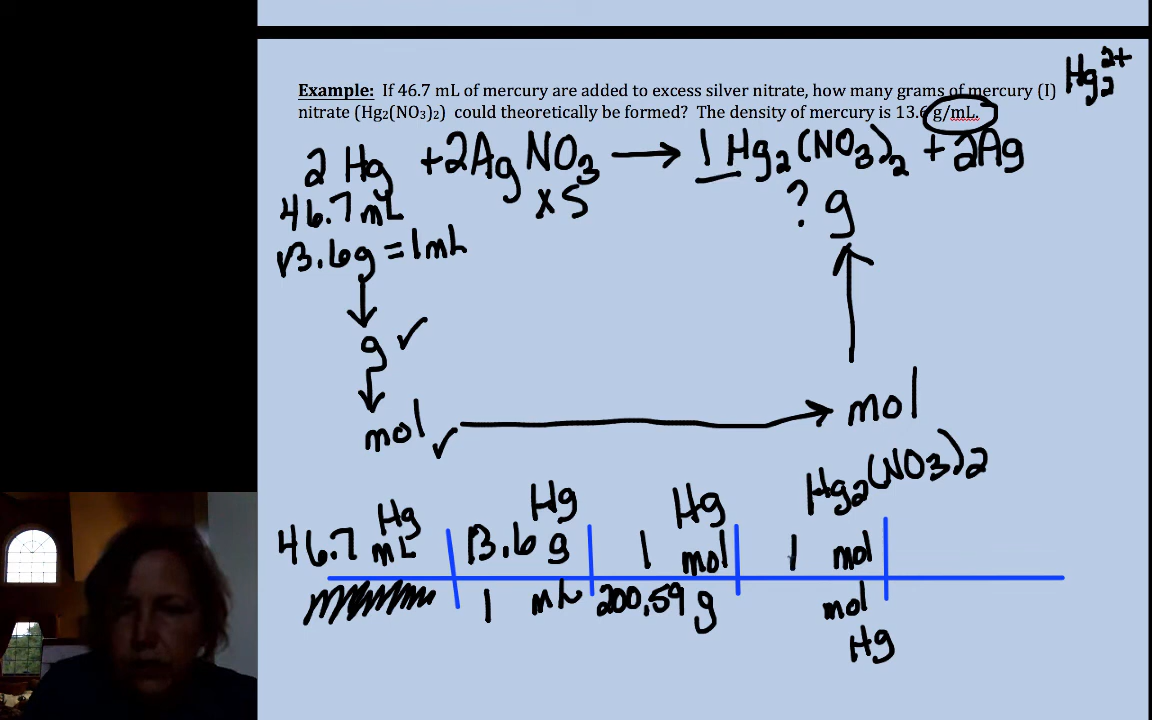 Example: If 46.7 mL of mercury are added to excess silver nitrate, how many grams of mercury (I)
nitrate (Hg₂(NO₃)₂) could theoretically be formed? The density of mercury is 13.6 g/mL.
Hg₂²⁺
2 Hg + 2AgNO₃ → 1 Hg₂(NO₃)₂ + 2Ag
46.7 mL XS ? g
13.6g = 1mL
g ✓
mol ✓ mol
Hg Hg Hg Hg₂(NO₃)₂
46.7 mL 13.6 g 1 mol 1 mol
1 mL 200.59 g mol
Hg